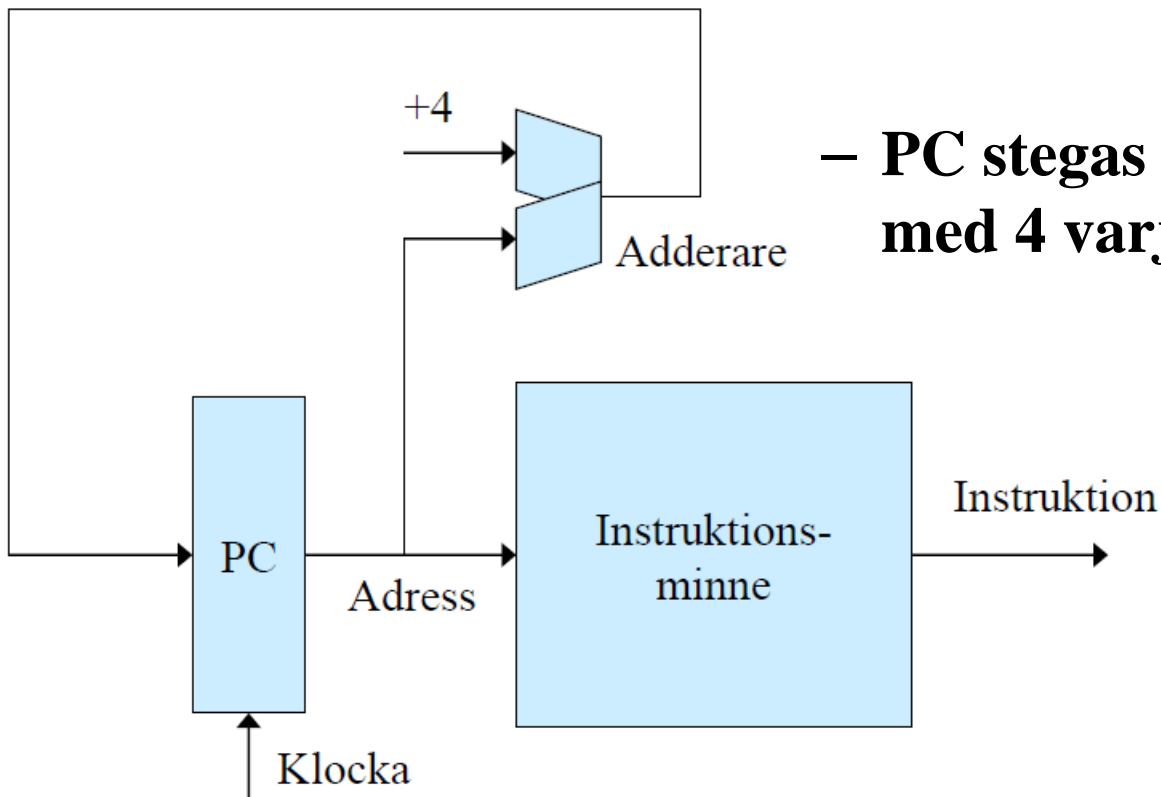 +4
– PC stegas
med 4
Adderare
Instruktion
Instruktions-
minne
PC
Adress
Klocka